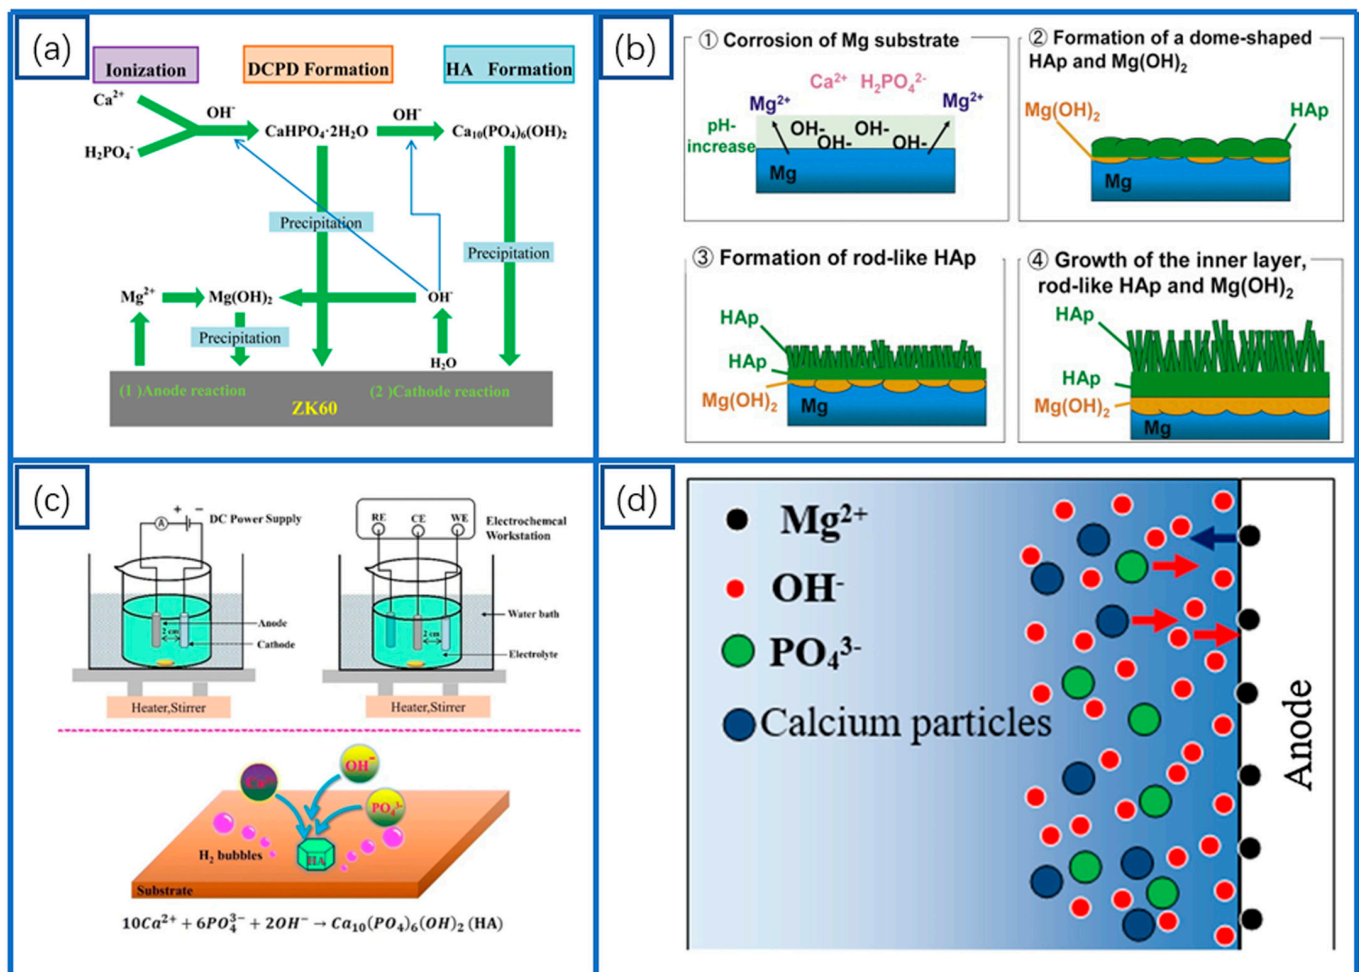 (a)
Ionization
DCPD Formation
HA Formation
Ca²⁺
OH⁻
OH⁻
CaHPO₄·2H₂O
Ca₁₀(PO₄)₆(OH)₂
H₂PO₄⁻
Precipitation
Precipitation
Mg²⁺
Mg(OH)₂
OH⁻
Precipitation
H₂O
(1)Anode reaction
(2)Cathode reaction
ZK60
(b)
① Corrosion of Mg substrate
Ca²⁺ H₂PO₄²⁻
Mg²⁺
Mg²⁺
pH-
increase
OH-
OH-
OH-
OH-
Mg
② Formation of a dome-shaped
HAp and Mg(OH)₂
Mg(OH)₂
HAp
Mg
③ Formation of rod-like HAp
HAp
HAp
Mg(OH)₂
Mg
④ Growth of the inner layer,
rod-like HAp and Mg(OH)₂
HAp
HAp
Mg(OH)₂
Mg
(c)
+ −
A
DC Power Supply
2 cm
Anode
Cathode
Heater,Stirrer
RE
CE
WE
Electrochemcal
Workstation
Water bath
2 cm
Electrolyte
Heater,Stirrer
Ca²⁺
OH⁻
PO₄³⁻
H₂ bubbles
HA
Substrate
10Ca²⁺ + 6PO₄³⁻ + 2OH⁻ → Ca₁₀(PO₄)₆(OH)₂ (HA)
(d)
Mg²⁺
OH⁻
PO₄³⁻
Calcium particles
Anode